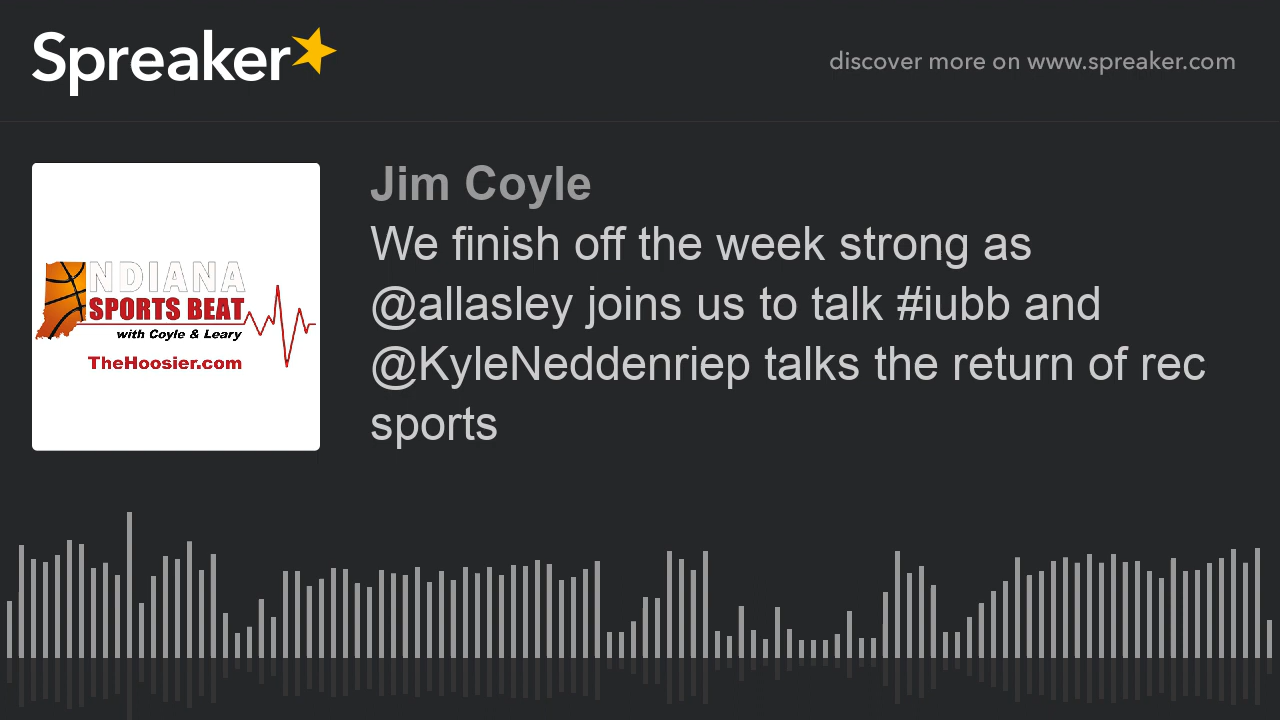 Spreaker
discover more on www.spreaker.com
NDIANA
SPORTS BEAT
with Coyle & Leary
TheHoosier.com
Jim Coyle
We finish off the week strong as
@allasley joins us to talk #iubb and
@KyleNeddenriep talks the return of rec
sports